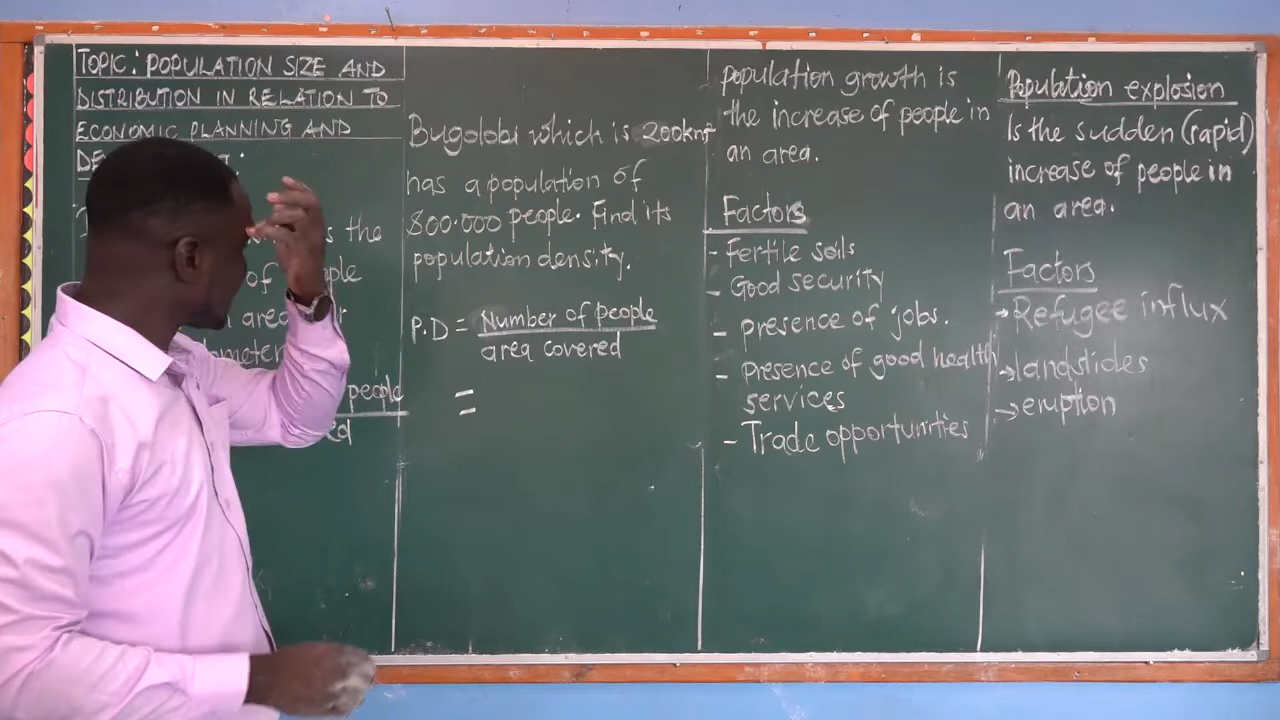 TOPIC: POPULATION SIZE AND
DISTRIBUTION IN RELATION TO
ECONOMIC PLANNING AND
DE
s the
of ople
area
ometer
people
ed
Bugolobi which is 200km²
has a population of
800.000 people. Find its
population density.
P.D = Number of people
area covered
=
population growth is
the increase of people in
an area.
Factors
- Fertile soils
- Good security
- presence of jobs.
- Presence of good health
services
- Trade opportunities
Population explosion
Is the sudden (rapid)
increase of people in
an area.
Factors
→ Refugee influx
→ landslides
→ eruption